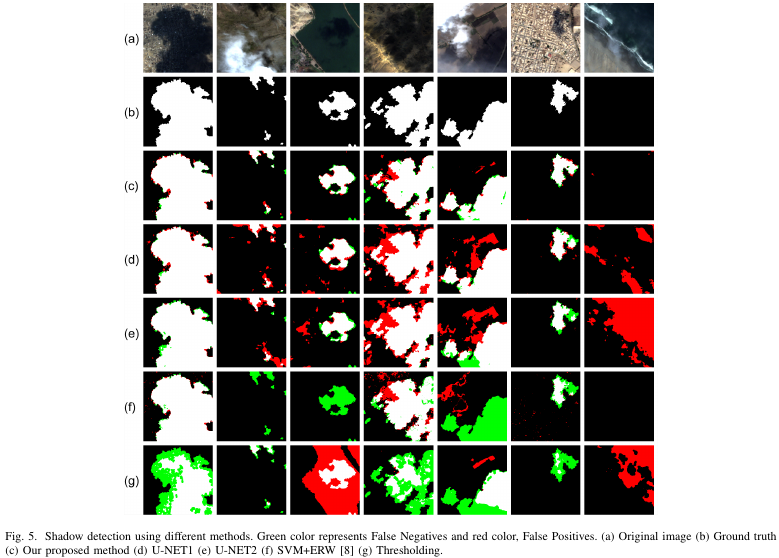 (a)
(b)
(c)
(d)
(e)
(f)
(g)
Fig. 5. Shadow detection using different methods. Green color represents False Negatives and red color, False Positives. (a) Original image (b) Ground truth
(c) Our proposed method (d) U-NET1 (e) U-NET2 (f) SVM+ERW [8] (g) Thresholding.